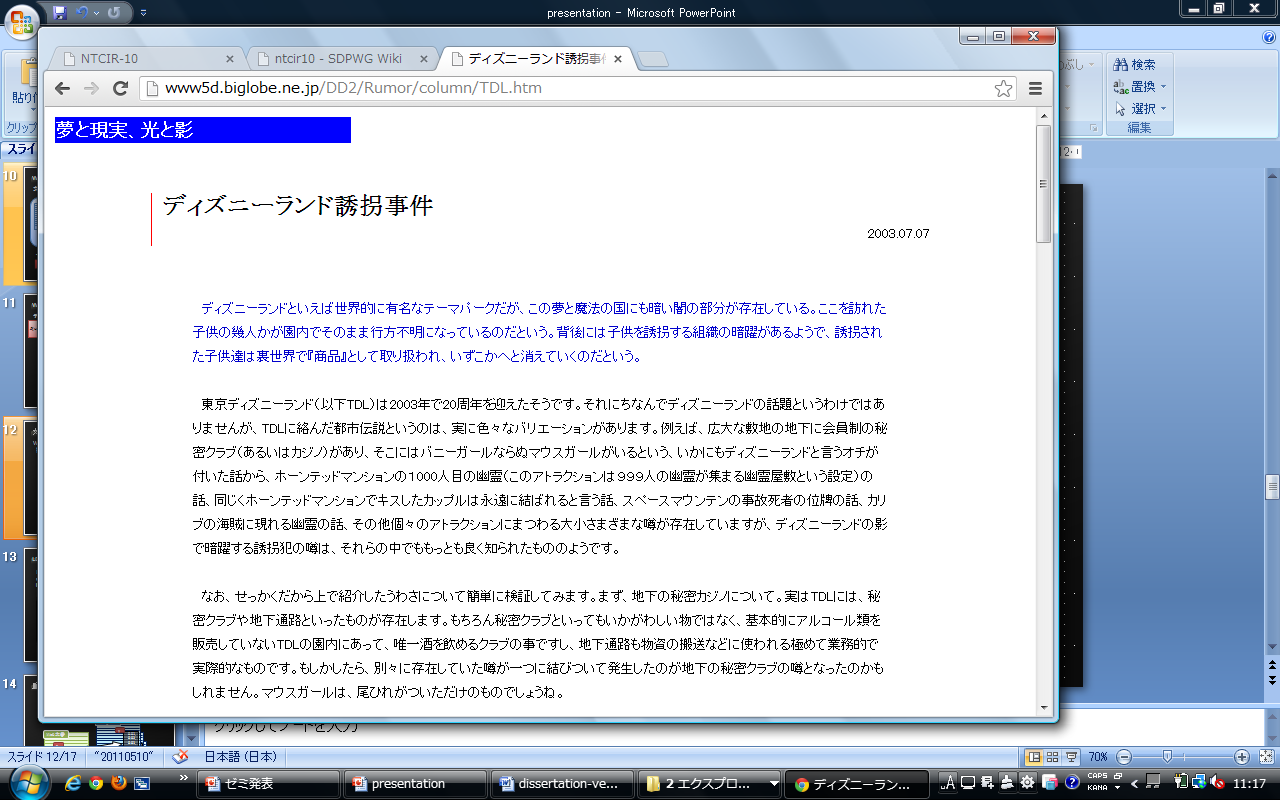 presentation - Microsoft PowerPoint
NTCIR-10
ntcir10 - SDPWG Wiki
ディズニーランド誘拐事件
www5d.biglobe.ne.jp/DD2/Rumor/column/TDL.htm
検索
置換
選択
編集
クリップ
スライ
夢と現実、光と影
ディズニーランド誘拐事件
2003.07.07
ディズニーランドといえば世界的に有名なテーマパークだが、この夢と魔法の国にも暗い闇の部分が存在している。ここを訪れた
子供の幾人かが園内でそのまま行方不明になっているのだという。背後には子供を誘拐する組織の暗躍があるようで、誘拐され
た子供達は裏世界で『商品』として取り扱われ、いずこかへと消えていくのだという。
東京ディズニーランド（以下TDL）は2003年で20周年を迎えたそうです。それにちなんでディズニーランドの話題というわけではあ
りませんが、TDLに絡んだ都市伝説というのは、実に色々なバリエーションがあります。例えば、広大な敷地の地下に会員制の秘
密クラブ（あるいはカジノ）があり、そこにはバニーガールならぬマウスガールがいるという、いかにもディズニーランドと言うオチが
付いた話から、ホーンテッドマンションの1000人目の幽霊（このアトラクションは999人の幽霊が集まる幽霊屋敷という設定）の
話、同じくホーンテッドマンションでキスしたカップルは永遠に結ばれると言う話、スペースマウンテンの事故死者の位牌の話、カリ
ブの海賊に現れる幽霊の話、その他個々のアトラクションにまつわる大小さまざまな噂が存在していますが、ディズニーランドの影
で暗躍する誘拐犯の噂は、それらの中でももっとも良く知られたもののようです。
なお、せっかくだから上で紹介したうわさについて簡単に検証してみます。まず、地下の秘密カジノについて。実はTDLには、秘
密クラブや地下通路といったものが存在します。もちろん秘密クラブといってもいかがわしい物ではなく、基本的にアルコール類を
販売していないTDLの園内にあって、唯一酒を飲めるクラブの事ですし、地下通路も物資の搬送などに使われる極めて業務的で
実際的なものです。もしかしたら、別々に存在していた噂が一つに結びついて発生したのが地下の秘密クラブの噂となったのかも
しれません。マウスガールは、尾ひれがついただけのものでしょうね。
10
11
12
13
14
クリックしてノートを入力
スライド 12/17
"20110510"
日本語 (日本)
70%
ゼミ発表
presentation
dissertation-ve...
2 エクスプロ...
ディズニーラン...
CAPS
KANA
11:17